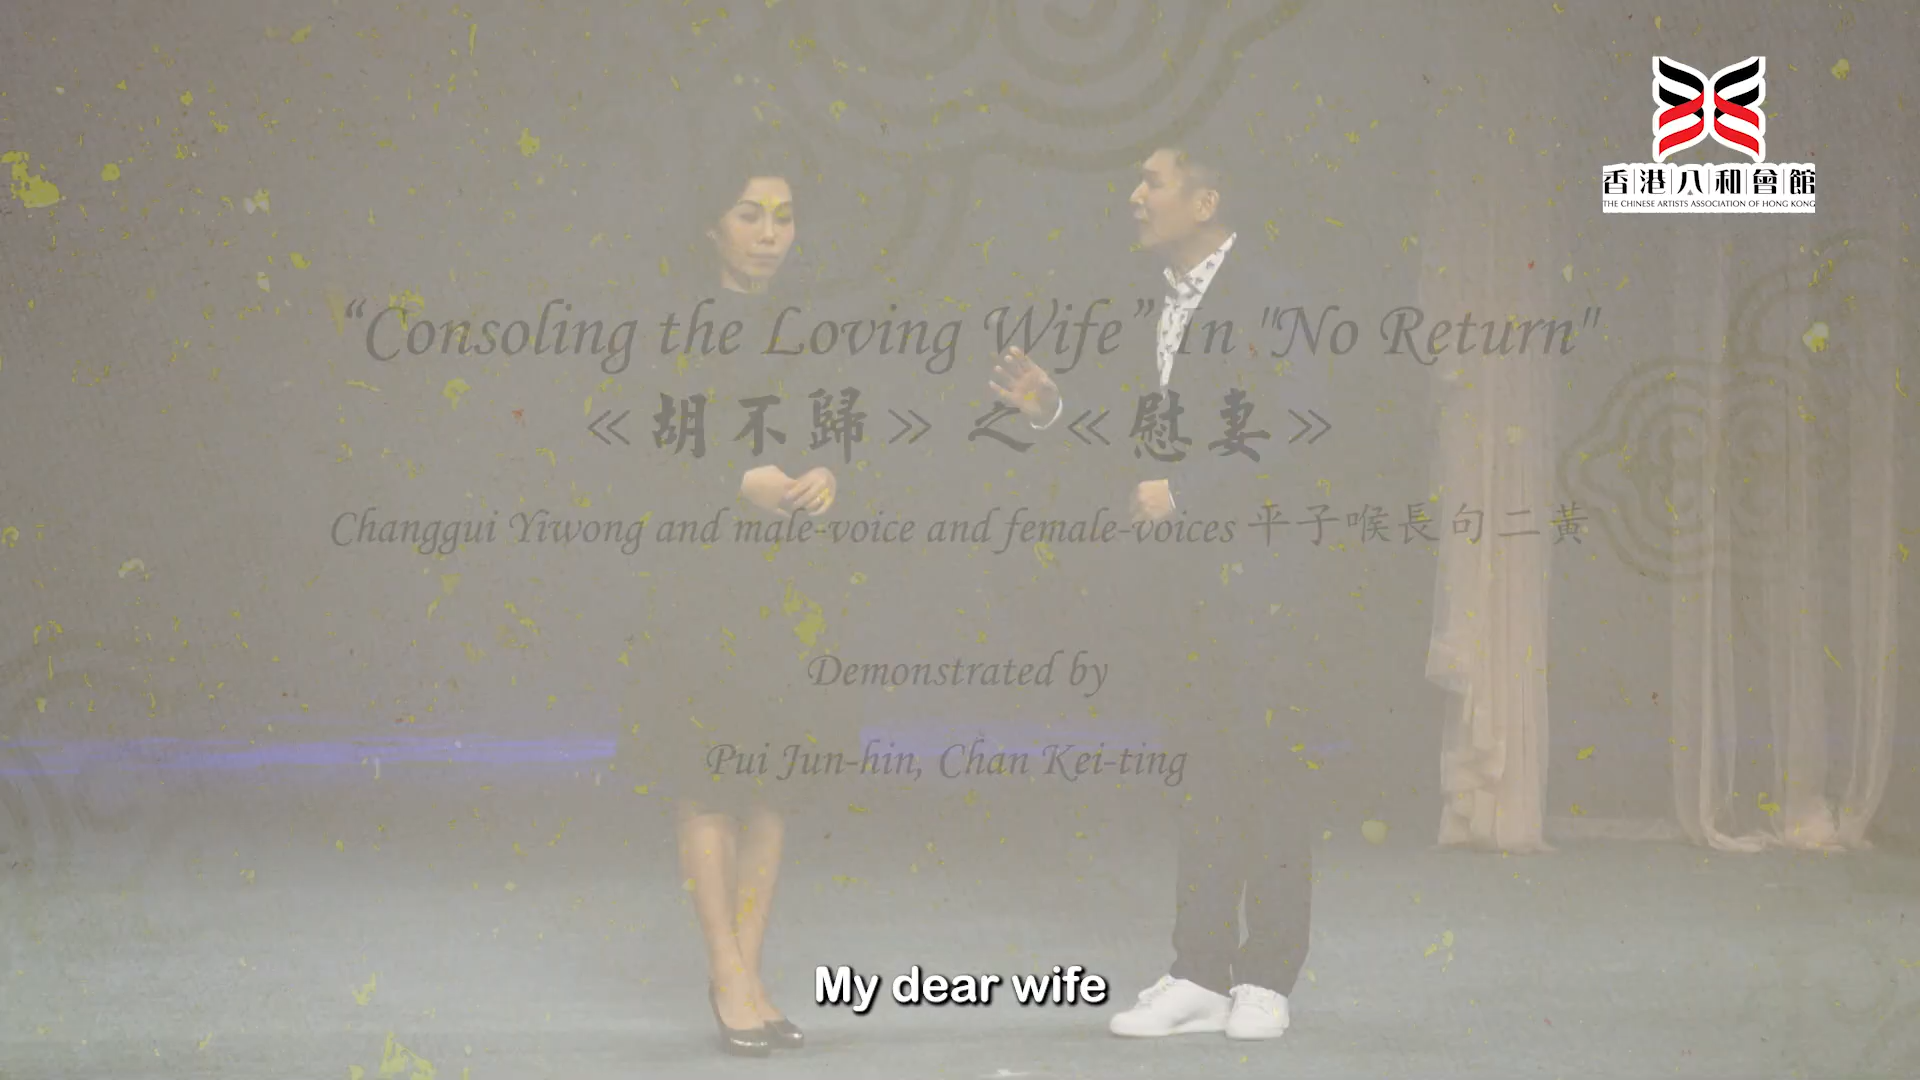 香港八和會館
THE CHINESE ARTISTS ASSOCIATION OF HONG KONG
“Consoling the Loving Wife” In "No Return"
《胡不歸》之《慰妻》
Changgui Yiwong and male-voice and female-voices 平子喉長句二黃
Demonstrated by
Pui Jun-hin, Chan Kei-ting
My dear wife